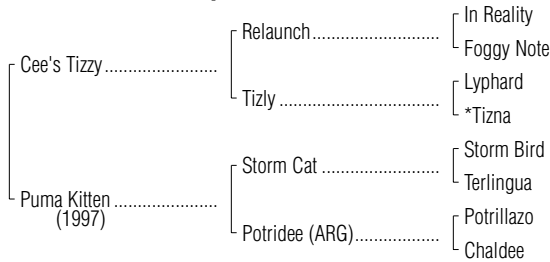 In Reality
Relaunch
Foggy Note
Cee's Tizzy
Lyphard
Tizly
*Tizna
Storm Bird
Storm Cat
Terlingua
Puma Kitten
(1997)
Potrillazo
Potridee (ARG)
Chaldee